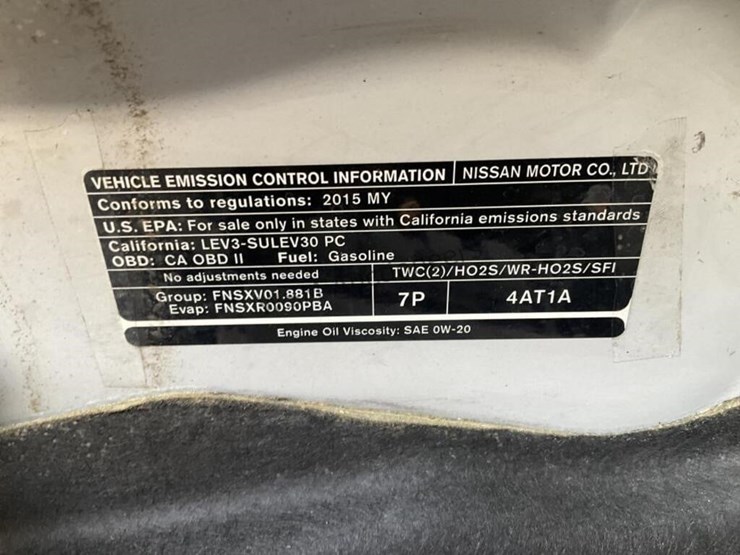 VEHICLE EMISSION CONTROL INFORMATION NISSAN MOTOR CO., LTD
Conforms to regulations: 2015 MY
U.S. EPA: For sale only in states with California emissions standards
California: LEV3-SULEV30 PC
OBD: CA OBD II Fuel: Gasoline
No adjustments needed TWC(2)/HO2S/WR-HO2S/SFI
Group: FNSXV01.881B
Evap: FNSXR0090PBA
7P 4AT1A
Engine Oil Viscosity: SAE 0W-20